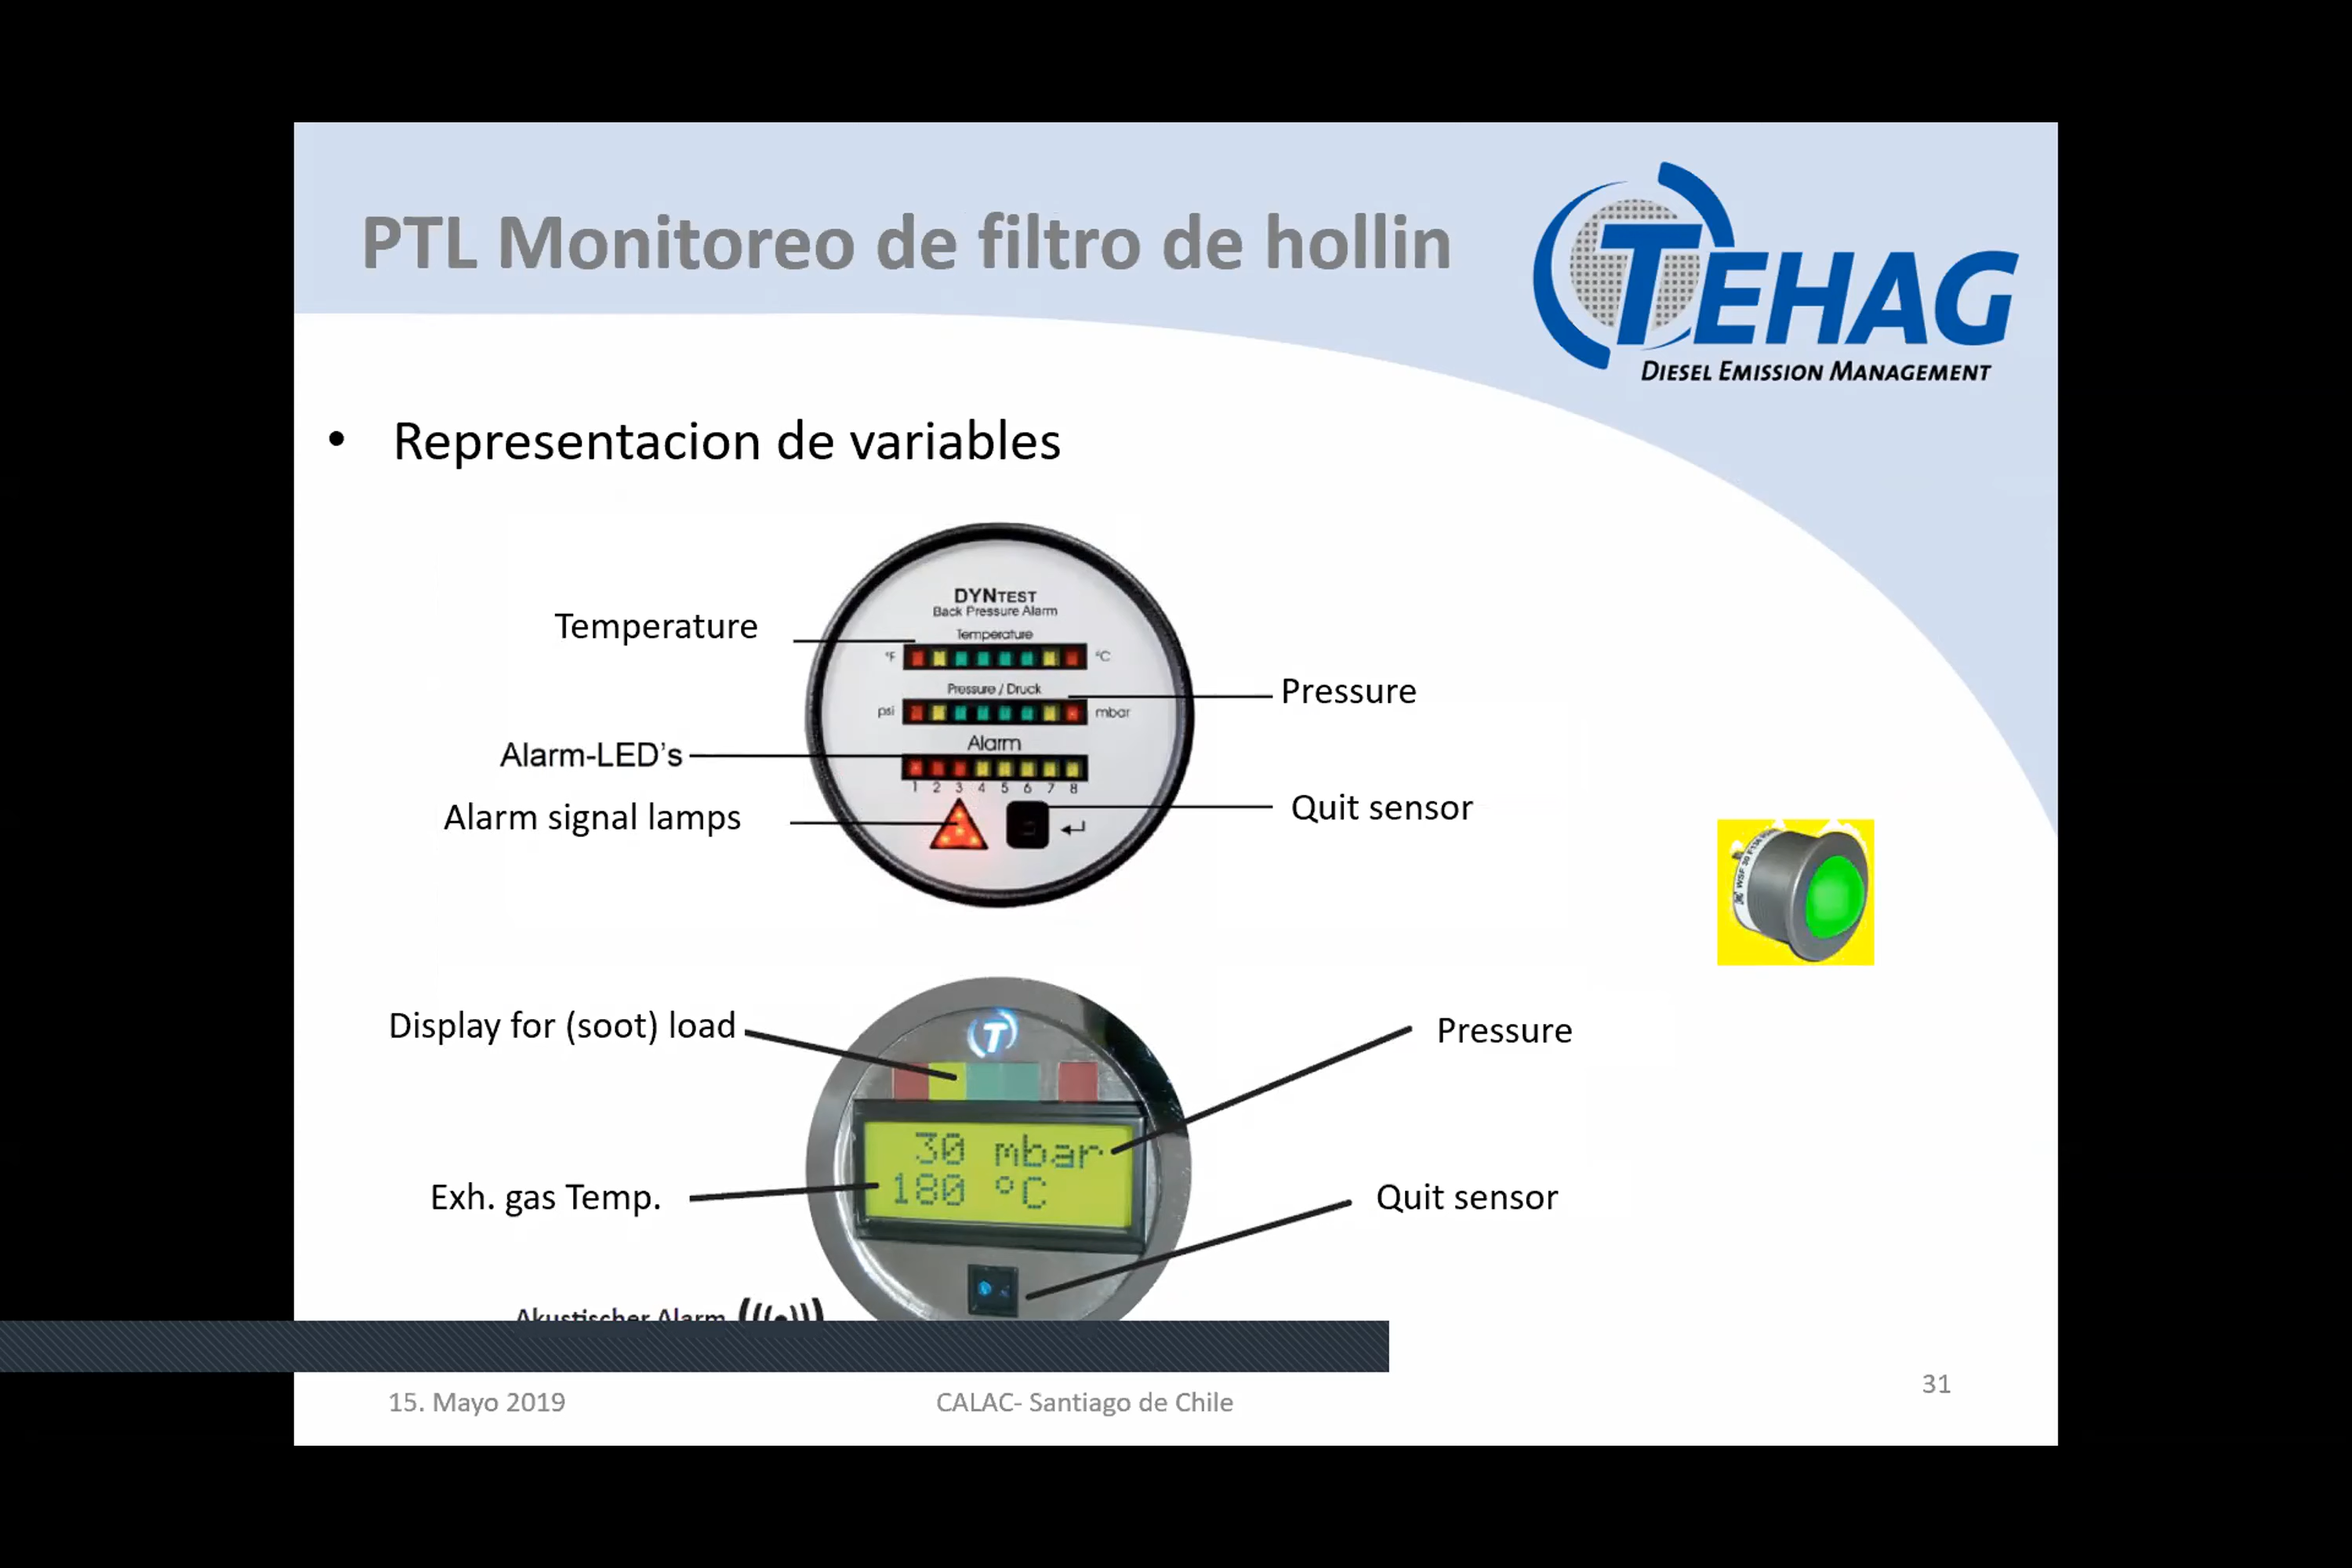 PTL Monitoreo de filtro de hollin
TEHAG
DIESEL EMISSION MANAGEMENT
• Representacion de variables
DYNTEST
Back Pressure Alarm
Temperature
Temperature
°F °C
Pressure / Druck
Pressure
psi mbar
Alarm
Alarm-LED's
1 2 3 4 5 6 7 8
Alarm signal lamps
Quit sensor
Display for (soot) load
T
Pressure
30 mbar
Exh. gas Temp.
180 °C
Quit sensor
Akustischer Alarm
15. Mayo 2019
CALAC- Santiago de Chile
31